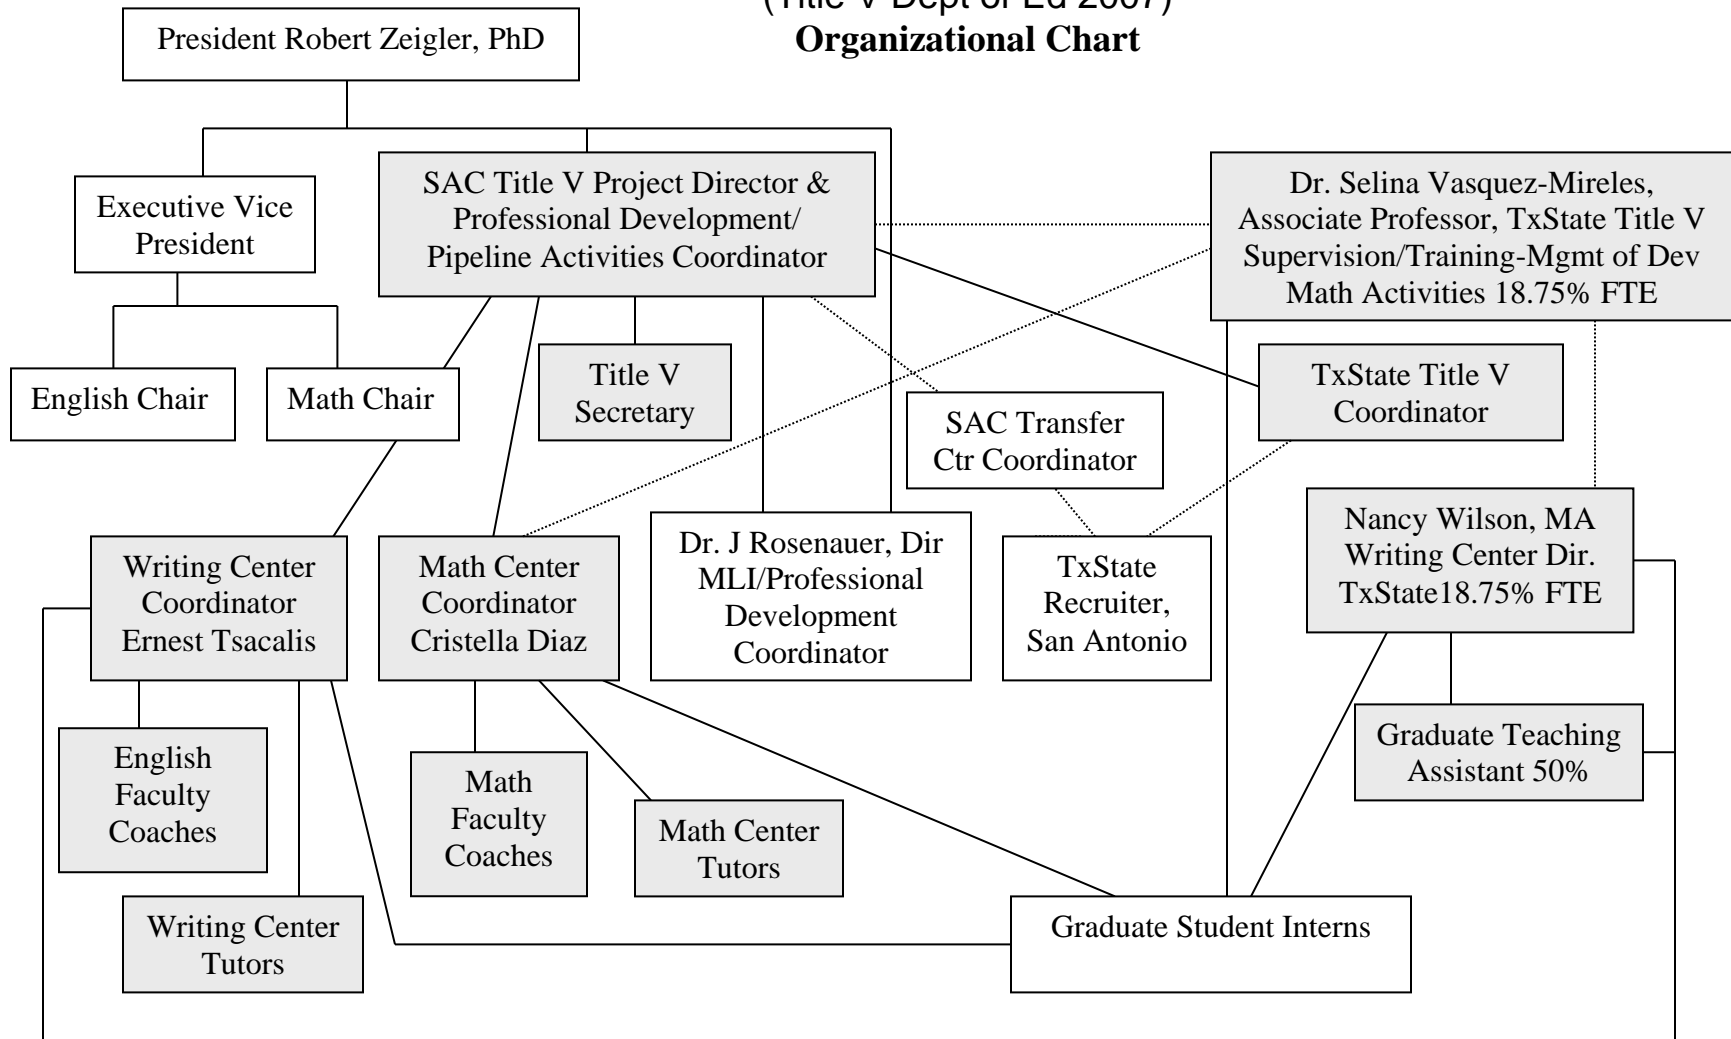 (Title V Dept of Ed 2007)
Organizational Chart
President Robert Zeigler, PhD
Executive Vice
President
SAC Title V Project Director &
Professional Development/
Pipeline Activities Coordinator
Dr. Selina Vasquez-Mireles,
Associate Professor, TxState Title V
Supervision/Training-Mgmt of Dev
Math Activities 18.75% FTE
English Chair
Math Chair
Title V
Secretary
SAC Transfer
Ctr Coordinator
TxState Title V
Coordinator
Writing Center
Coordinator
Ernest Tsacalis
Math Center
Coordinator
Cristella Diaz
Dr. J Rosenauer, Dir
MLI/Professional
Development
Coordinator
TxState
Recruiter,
San Antonio
Nancy Wilson, MA
Writing Center Dir.
TxState18.75% FTE
English
Faculty
Coaches
Math
Faculty
Coaches
Math Center
Tutors
Graduate Teaching
Assistant 50%
Writing Center
Tutors
Graduate Student Interns